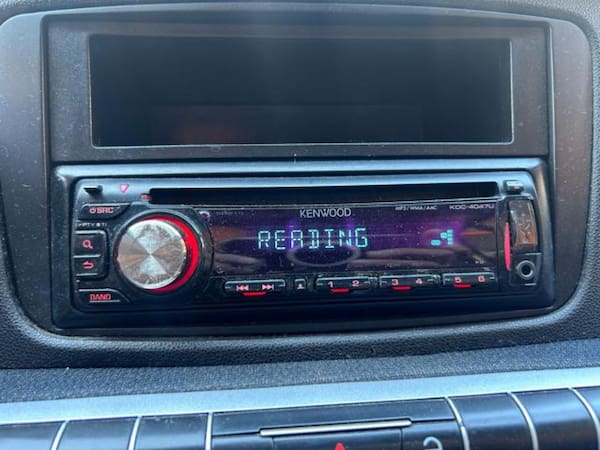 KENWOOD
MP3/WMA/AAC
KDC-4047U
SRC
READING
BAND
1 2 3 4 5 6